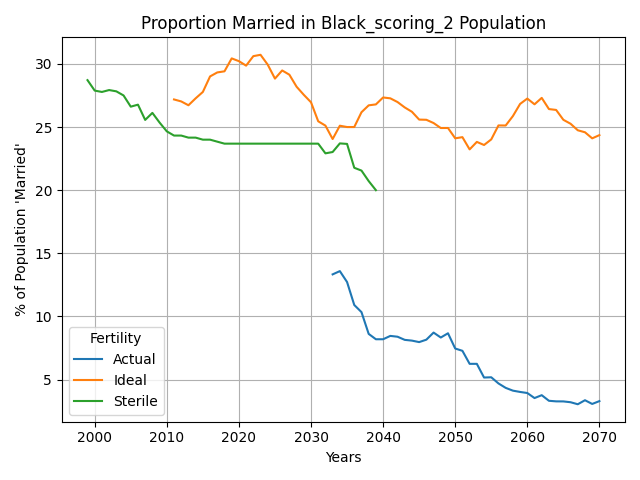 Proportion Married in Black_scoring_2 Population
% of Population 'Married'
30
25
20
15
10
5
Fertility
Actual
Ideal
Sterile
2000 2010 2020 2030 2040 2050 2060 2070
Years